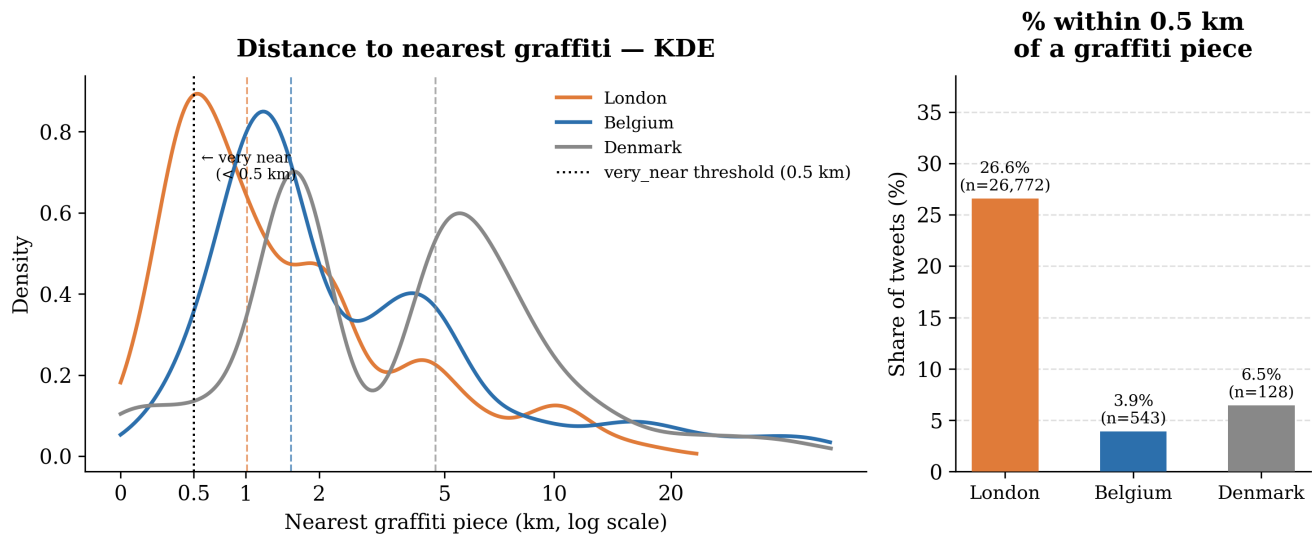 Distance to nearest graffiti — KDE
Density
0.0
0.2
0.4
0.6
0.8
← very near
(< 0.5 km)
London
Belgium
Denmark
very_near threshold (0.5 km)
0 0.5 1 2 5 10 20
Nearest graffiti piece (km, log scale)
% within 0.5 km
of a graffiti piece
Share of tweets (%)
0
5
10
15
20
25
30
35
26.6%
(n=26,772)
3.9%
(n=543)
6.5%
(n=128)
London Belgium Denmark